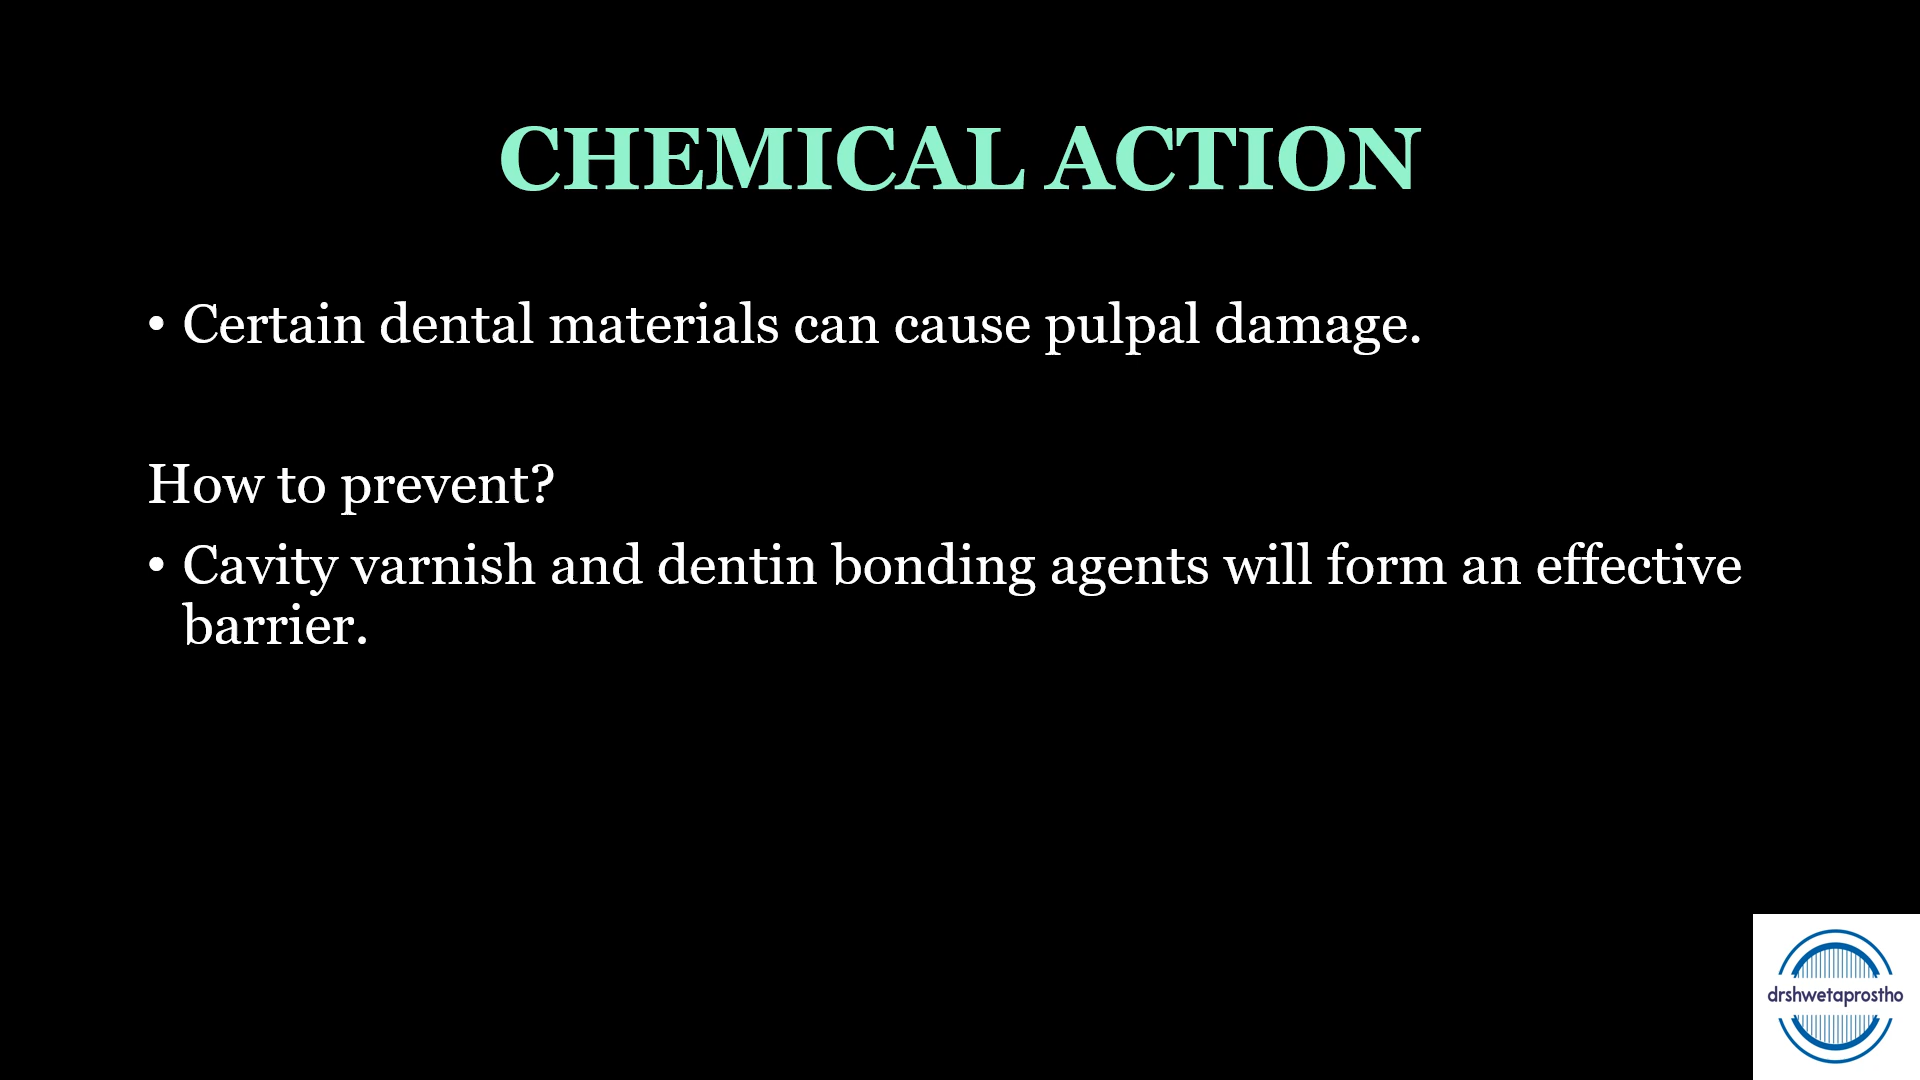 CHEMICAL ACTION
• Certain dental materials can cause pulpal damage.
How to prevent?
• Cavity varnish and dentin bonding agents will form an effective
barrier.
drshwetaprostho